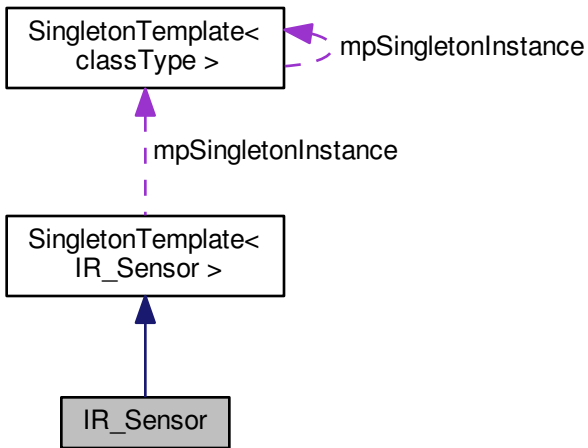 SingletonTemplate<
classType >
mpSingletonInstance
mpSingletonInstance
SingletonTemplate<
IR_Sensor >
IR_Sensor